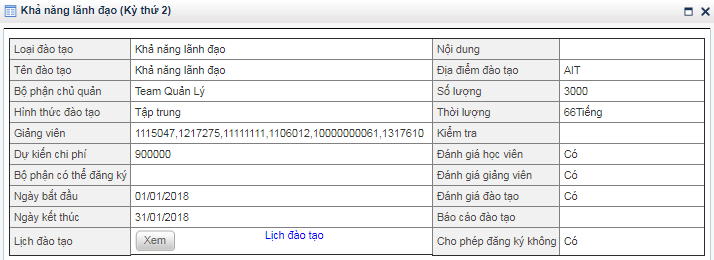 Khả năng lãnh đạo (Kỳ thứ 2)
Loại đào tạo Khả năng lãnh đạo Nội dung
Tên đào tạo Khả năng lãnh đạo Địa điểm đào tạo AIT
Bộ phận chủ quản Team Quản Lý Số lượng 3000
Hình thức đào tạo Tập trung Thời lượng 66Tiếng
Giảng viên 1115047,1217275,11111111,1106012,10000000061,1317610 Kiểm tra
Dự kiến chi phí 900000 Đánh giá học viên Có
Bộ phận có thể đăng ký Đánh giá giảng viên Có
Ngày bắt đầu 01/01/2018 Đánh giá đào tạo Có
Ngày kết thúc 31/01/2018 Báo cáo đào tạo
Lịch đào tạo Xem Lịch đào tạo Cho phép đăng ký không Có